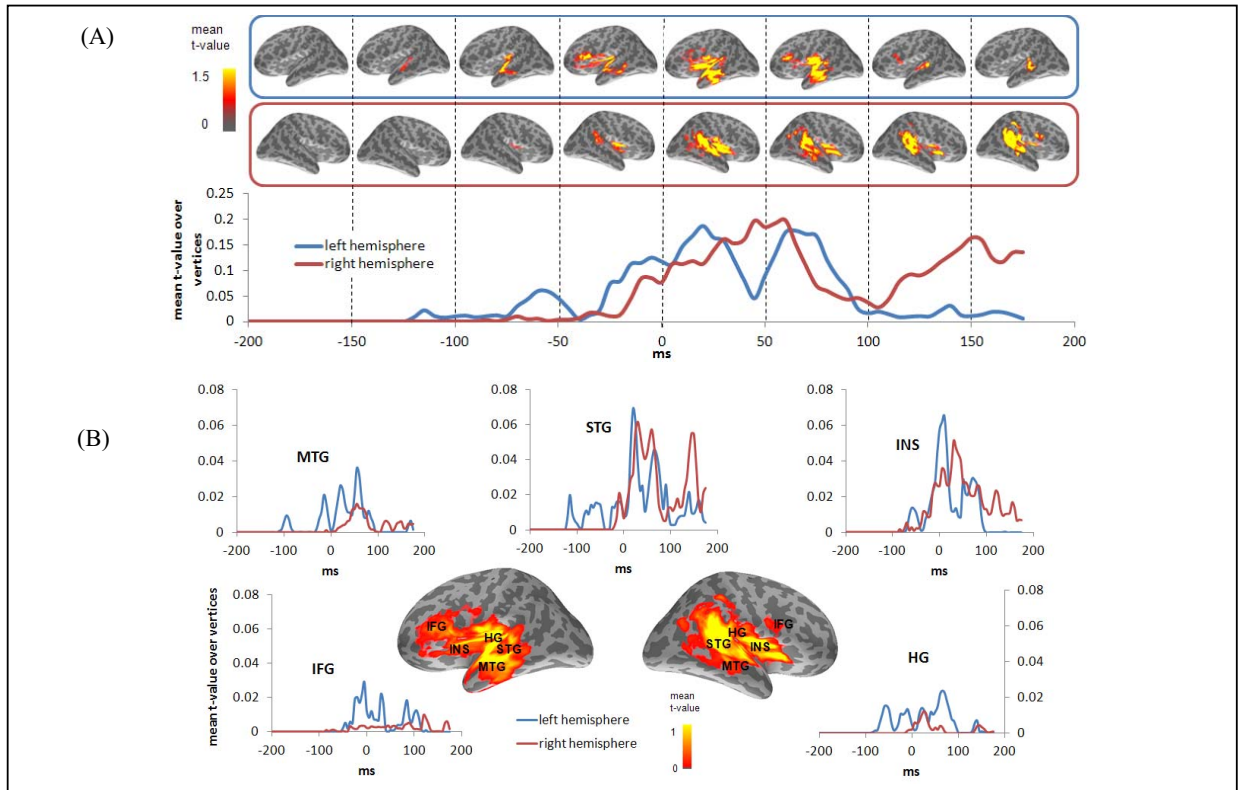 (A)
mean
t-value
1.5
0
mean t-value over
vertices
0.25
0.2
0.15
0.1
0.05
0
left hemisphere
right hemisphere
-200 -150 -100 -50 0 50 100 150 200
ms
(B)
0.08
0.06
0.04
0.02
0
MTG
-200 -100 0 100 200
ms
0.08
0.06
0.04
0.02
0
STG
-200 -100 0 100 200
ms
0.08
0.06
0.04
0.02
0
INS
-200 -100 0 100 200
ms
mean t-value over vertices
0.08
0.06
0.04
0.02
0
IFG
-200 -100 0 100 200
ms
IFG
HG
INS
STG
MTG
HG
IFG
STG
INS
MTG
left hemisphere
right hemisphere
mean
t-value
1
0
0.08
0.06
0.04
0.02
0
HG
-200 -100 0 100 200
ms